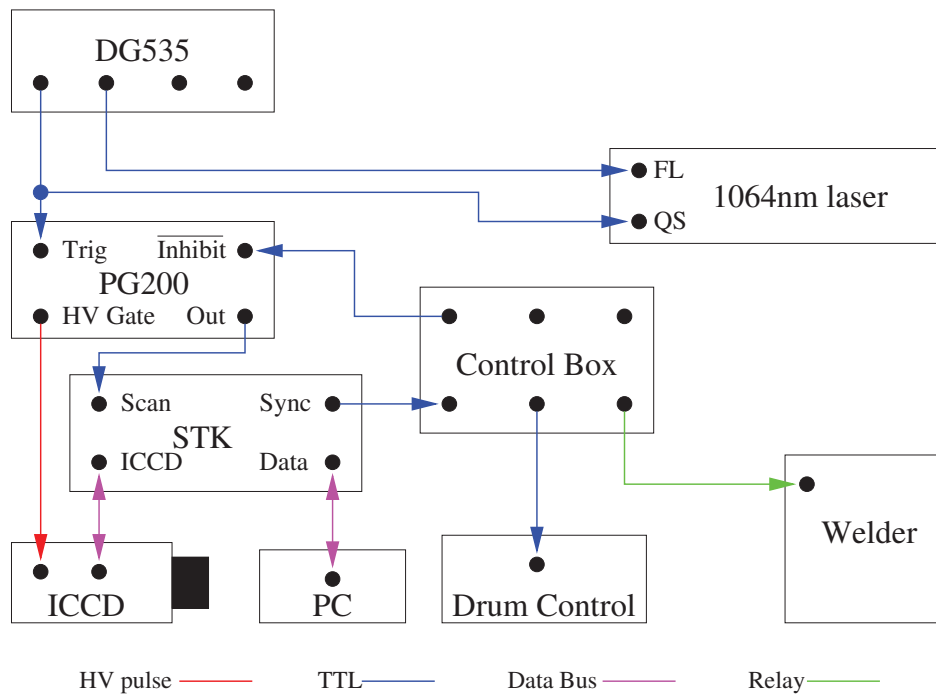 DG535
FL
1064nm laser
QS
Trig
Inhibit
PG200
HV Gate
Out
Control Box
Scan
Sync
STK
ICCD
Data
Welder
ICCD
PC
Drum Control
HV pulse
TTL
Data Bus
Relay